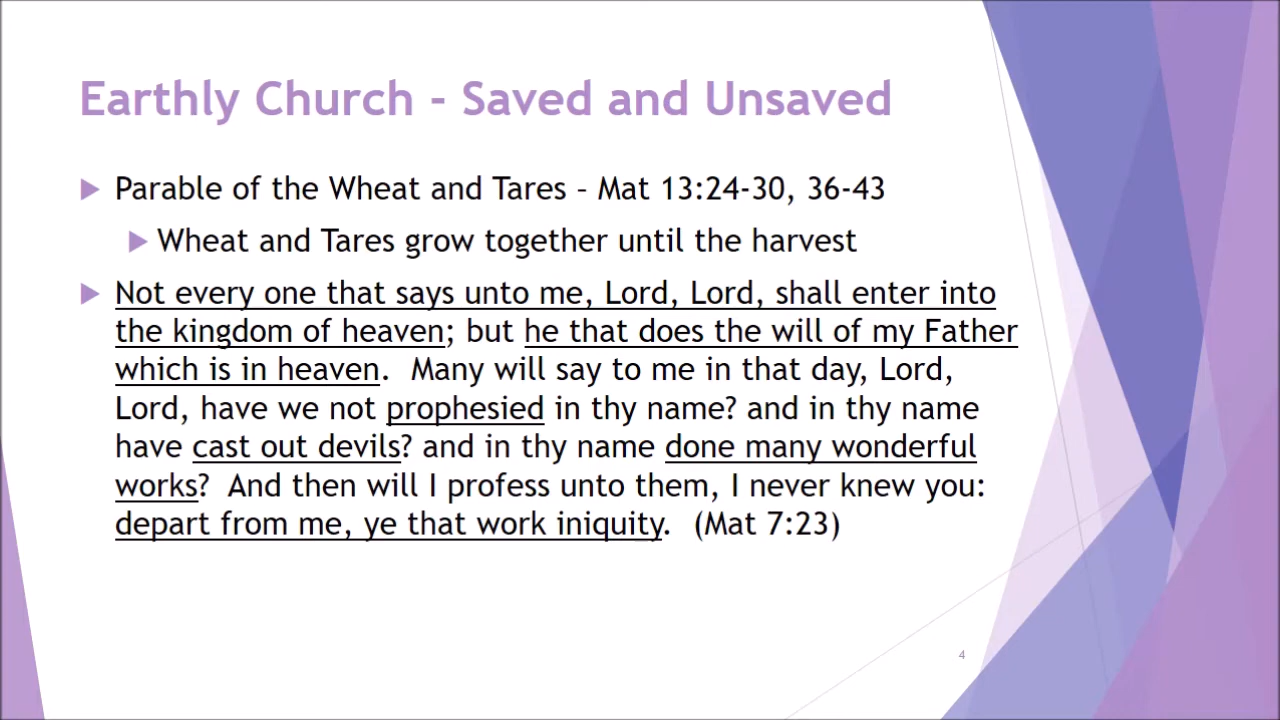 Earthly Church - Saved and Unsaved
Parable of the Wheat and Tares – Mat 13:24-30, 36-43
Wheat and Tares grow together until the harvest
Not every one that says unto me, Lord, Lord, shall enter into
the kingdom of heaven; but he that does the will of my Father
which is in heaven.  Many will say to me in that day, Lord,
Lord, have we not prophesied in thy name? and in thy name
have cast out devils? and in thy name done many wonderful
works?  And then will I profess unto them, I never knew you:
depart from me, ye that work iniquity.  (Mat 7:23)
4